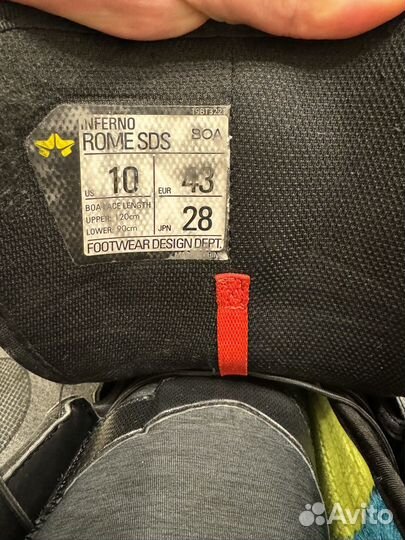 15BT322
INFERNO
ROME SDS BOA
US 10 EUR 43
BOA LACE LENGTH
UPPER: 120cm
LOWER: 90cm
JPN 28
FOOTWEAR DESIGN DEPT.
Avito